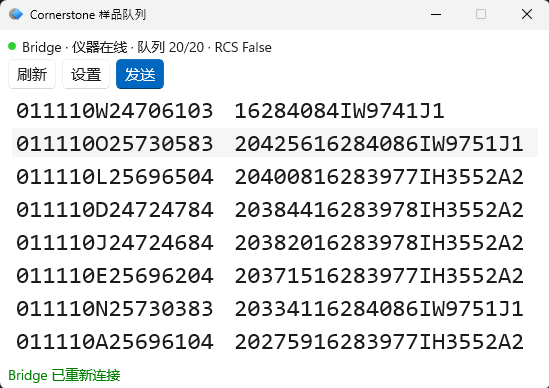 Cornerstone 样品队列
Bridge · 仪器在线 · 队列 20/20 · RCS False
刷新 设置 发送
011110W24706103 16284084IW9741J1
011110O25730583 20425616284086IW9751J1
011110L25696504 20400816283977IH3552A2
011110D24724784 20384416283978IH3552A2
011110J24724684 20382016283978IH3552A2
011110E25696204 20371516283977IH3552A2
011110N25730383 20334116284086IW9751J1
011110A25696104 20275916283977IH3552A2
Bridge 已重新连接